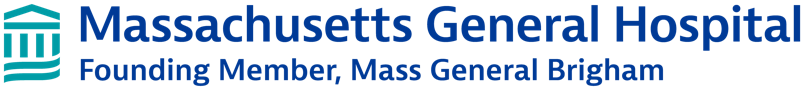 Massachusetts General Hospital
Founding Member, Mass General Brigham